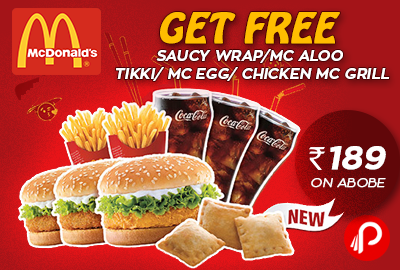 McDonald's
®
GET FREE
SAUCY WRAP/MC ALOO
TIKKI/ MC EGG/ CHICKEN MC GRILL
Coca-Cola
Coca-Cola
Coca-Cola
₹189
ON ABOBE
NEW